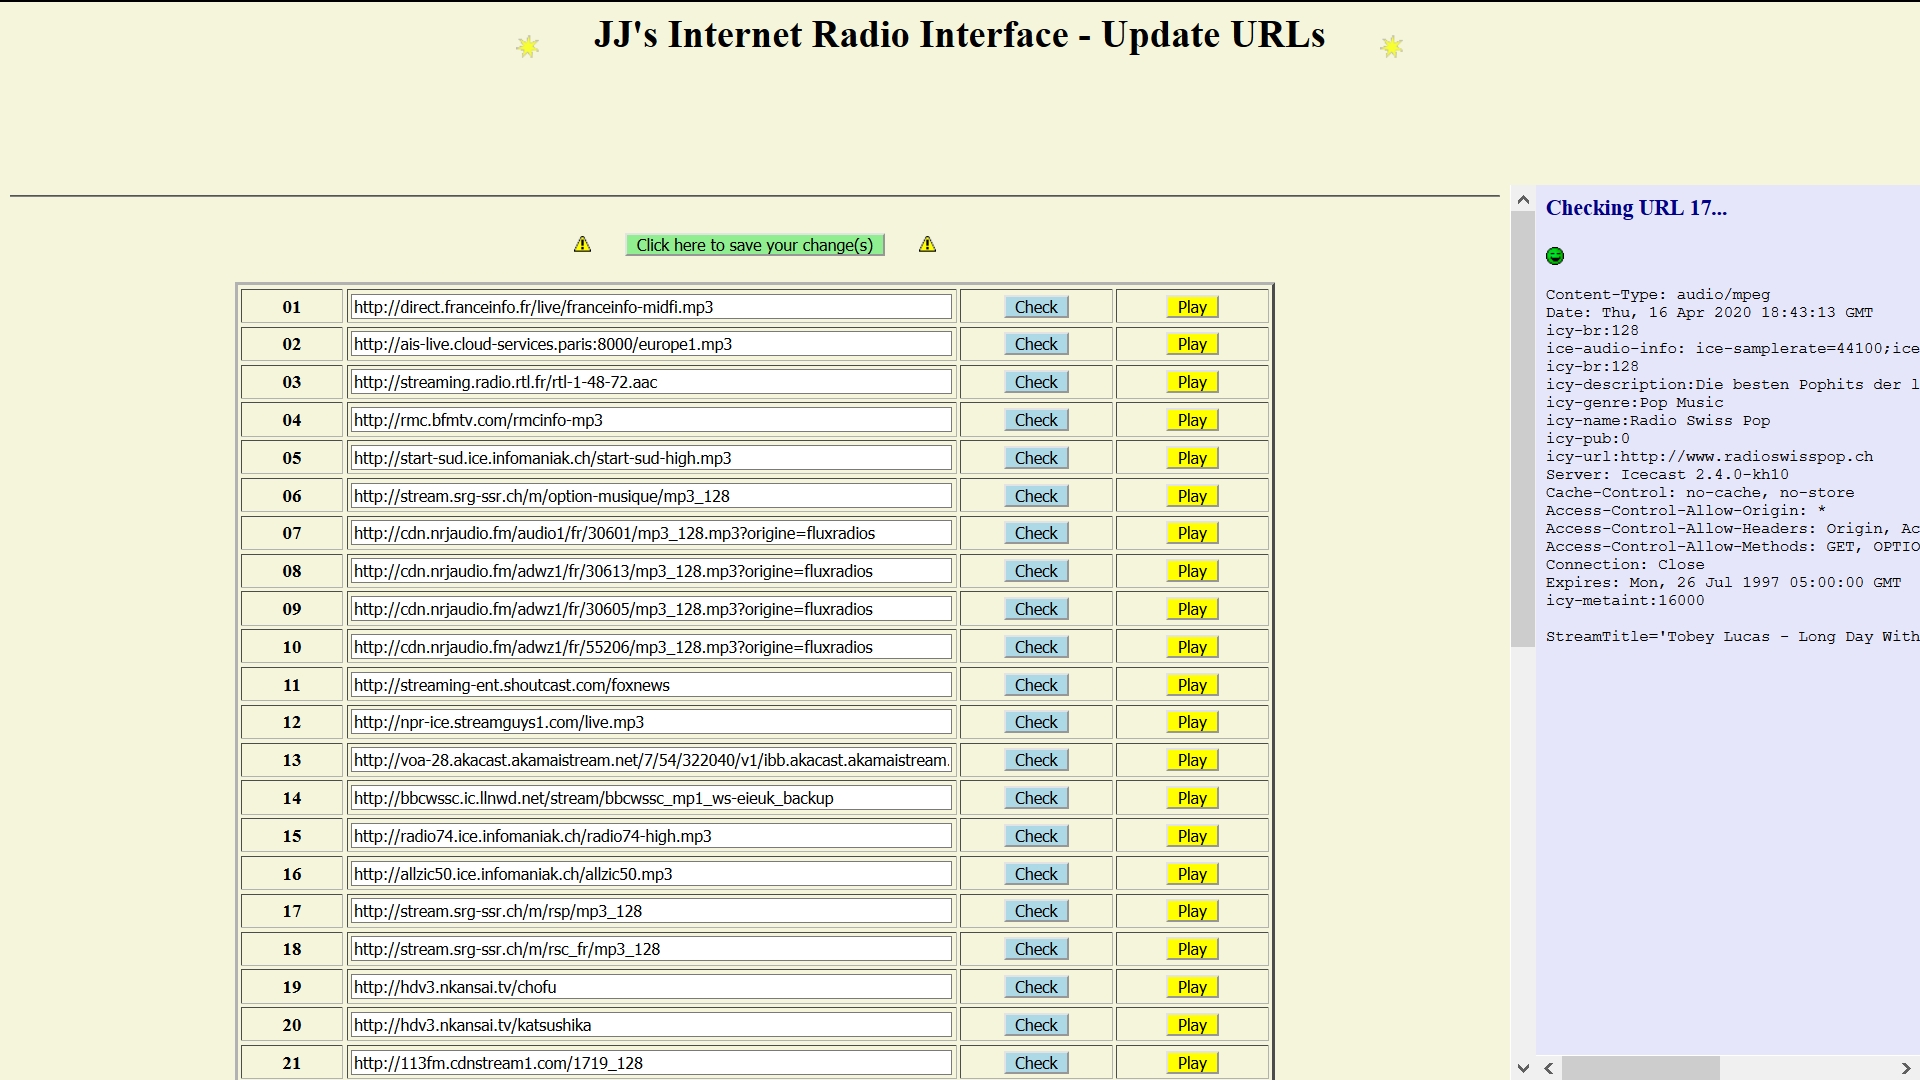 JJ's Internet Radio Interface - Update URLs
Click here to save your change(s)
01 http://direct.franceinfo.fr/live/franceinfo-midfi.mp3 Check Play
02 http://ais-live.cloud-services.paris:8000/europe1.mp3 Check Play
03 http://streaming.radio.rtl.fr/rtl-1-48-72.aac Check Play
04 http://rmc.bfmtv.com/rmcinfo-mp3 Check Play
05 http://start-sud.ice.infomaniak.ch/start-sud-high.mp3 Check Play
06 http://stream.srg-ssr.ch/m/option-musique/mp3_128 Check Play
07 http://cdn.nrjaudio.fm/audio1/fr/30601/mp3_128.mp3?origine=fluxradios Check Play
08 http://cdn.nrjaudio.fm/adwz1/fr/30613/mp3_128.mp3?origine=fluxradios Check Play
09 http://cdn.nrjaudio.fm/adwz1/fr/30605/mp3_128.mp3?origine=fluxradios Check Play
10 http://cdn.nrjaudio.fm/adwz1/fr/55206/mp3_128.mp3?origine=fluxradios Check Play
11 http://streaming-ent.shoutcast.com/foxnews Check Play
12 http://npr-ice.streamguys1.com/live.mp3 Check Play
13 http://voa-28.akacast.akamaistream.net/7/54/322040/v1/ibb.akacast.akamaistream. Check Play
14 http://bbcwssc.ic.llnwd.net/stream/bbcwssc_mp1_ws-eieuk_backup Check Play
15 http://radio74.ice.infomaniak.ch/radio74-high.mp3 Check Play
16 http://allzic50.ice.infomaniak.ch/allzic50.mp3 Check Play
17 http://stream.srg-ssr.ch/m/rsp/mp3_128 Check Play
18 http://stream.srg-ssr.ch/m/rsc_fr/mp3_128 Check Play
19 http://hdv3.nkansai.tv/chofu Check Play
20 http://hdv3.nkansai.tv/katsushika Check Play
21 http://113fm.cdnstream1.com/1719_128 Check Play
Checking URL 17...
Content-Type: audio/mpeg
Date: Thu, 16 Apr 2020 18:43:13 GMT
icy-br:128
ice-audio-info: ice-samplerate=44100;ice
icy-br:128
icy-description:Die besten Pophits der l
icy-genre:Pop Music
icy-name:Radio Swiss Pop
icy-pub:0
icy-url:http://www.radioswisspop.ch
Server: Icecast 2.4.0-kh10
Cache-Control: no-cache, no-store
Access-Control-Allow-Origin: *
Access-Control-Allow-Headers: Origin, Ac
Access-Control-Allow-Methods: GET, OPTIO
Connection: Close
Expires: Mon, 26 Jul 1997 05:00:00 GMT
icy-metaint:16000
StreamTitle='Tobey Lucas - Long Day With